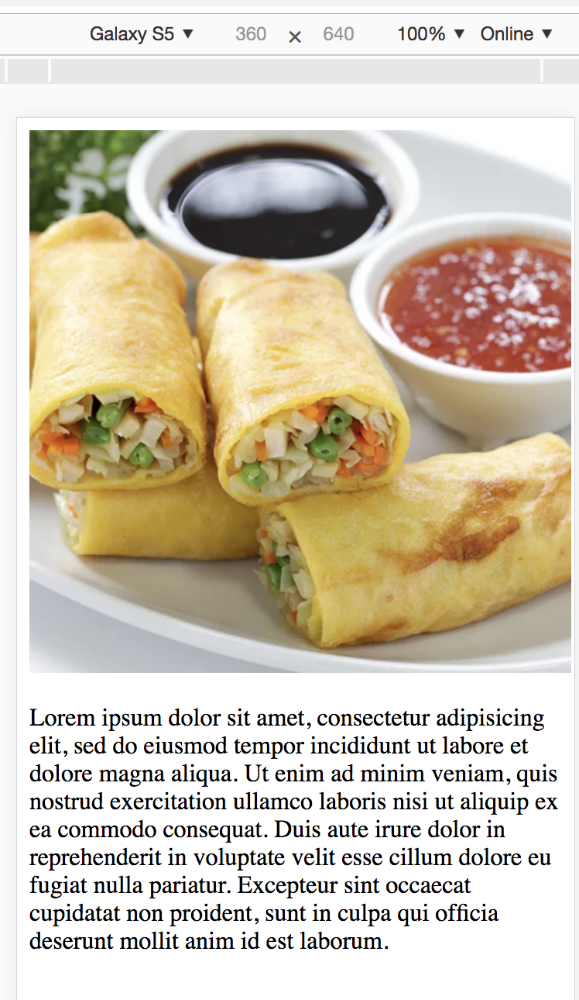 Galaxy S5 ▼ 360 × 640 100% ▼ Online ▼
Lorem ipsum dolor sit amet, consectetur adipisicing
elit, sed do eiusmod tempor incididunt ut labore et
dolore magna aliqua. Ut enim ad minim veniam, quis
nostrud exercitation ullamco laboris nisi ut aliquip ex
ea commodo consequat. Duis aute irure dolor in
reprehenderit in voluptate velit esse cillum dolore eu
fugiat nulla pariatur. Excepteur sint occaecat
cupidatat non proident, sunt in culpa qui officia
deserunt mollit anim id est laborum.